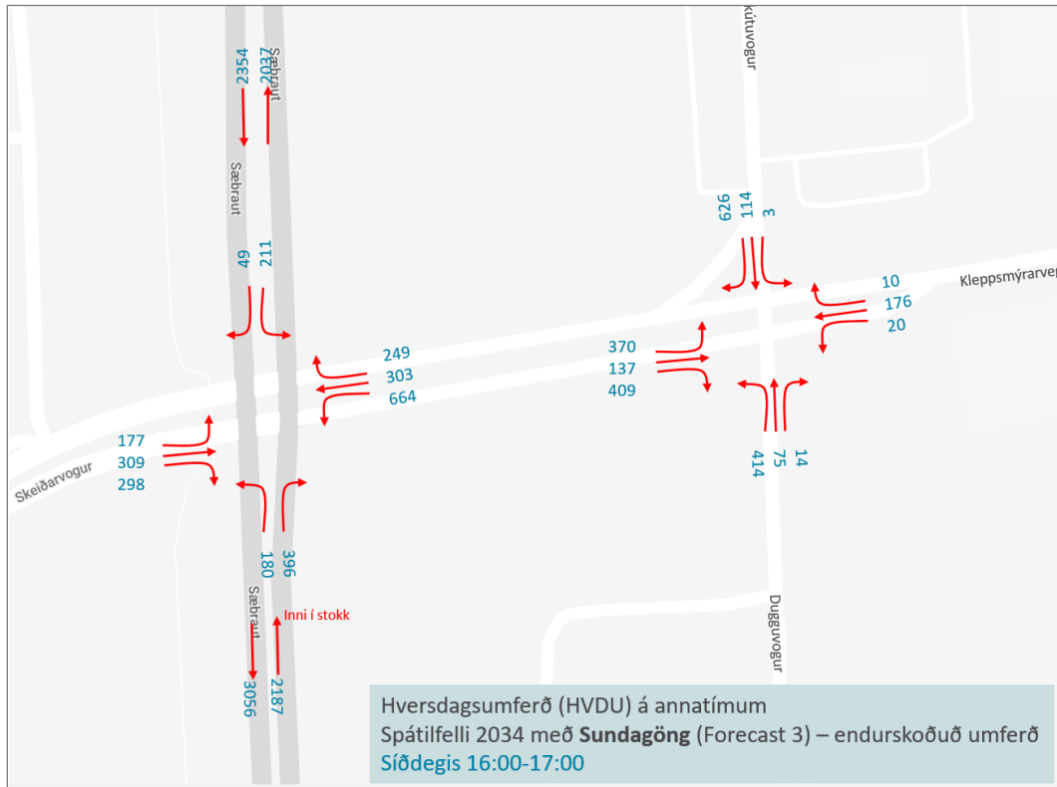 kútuvogur
2354
2037
Sæbraut
Sæbraut
626
114
3
49
211
10
176
20
Kleppsmýrarveg
249
303
664
370
137
409
177
309
298
Skeiðarvogur
414
75
14
180
396
Sæbraut
Inni í stokk
Dugguvogur
3056
2187
Hversdagsumferð (HVDU) á annatímum
Spátilfelli 2034 með Sundagöng (Forecast 3) – endurskoðuð umferð
Síðdegis 16:00-17:00